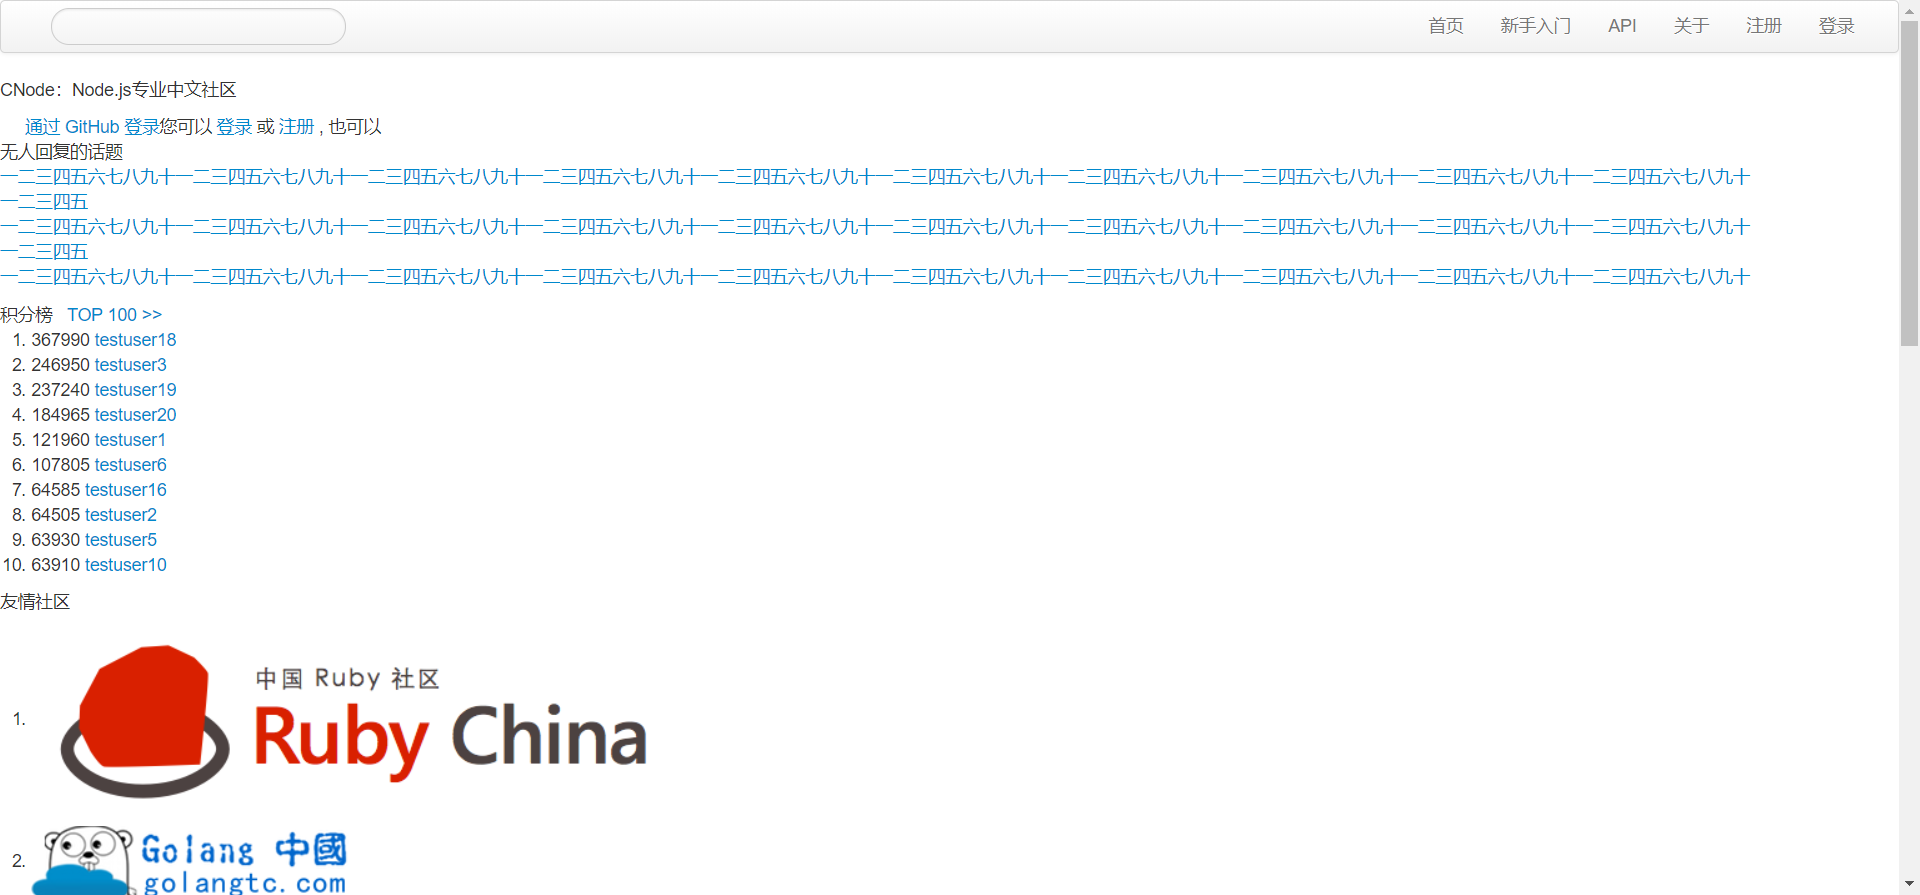 首页 新手入门 API 关于 注册 登录
CNode：Node.js专业中文社区
通过 GitHub 登录您可以 登录 或 注册 , 也可以
无人回复的话题
一二三四五六七八九十一二三四五六七八九十一二三四五六七八九十一二三四五六七八九十一二三四五六七八九十一二三四五六七八九十一二三四五六七八九十一二三四五六七八九十一二三四五六七八九十一二三四五六七八九十
一二三四五
一二三四五六七八九十一二三四五六七八九十一二三四五六七八九十一二三四五六七八九十一二三四五六七八九十一二三四五六七八九十一二三四五六七八九十一二三四五六七八九十一二三四五六七八九十一二三四五六七八九十
一二三四五
一二三四五六七八九十一二三四五六七八九十一二三四五六七八九十一二三四五六七八九十一二三四五六七八九十一二三四五六七八九十一二三四五六七八九十一二三四五六七八九十一二三四五六七八九十一二三四五六七八九十
积分榜 TOP 100 >>
1. 367990 testuser18
2. 246950 testuser3
3. 237240 testuser19
4. 184965 testuser20
5. 121960 testuser1
6. 107805 testuser6
7. 64585 testuser16
8. 64505 testuser2
9. 63930 testuser5
10. 63910 testuser10
友情社区
中国 Ruby 社区
1. Ruby China
2. Golang 中國
golangtc.com